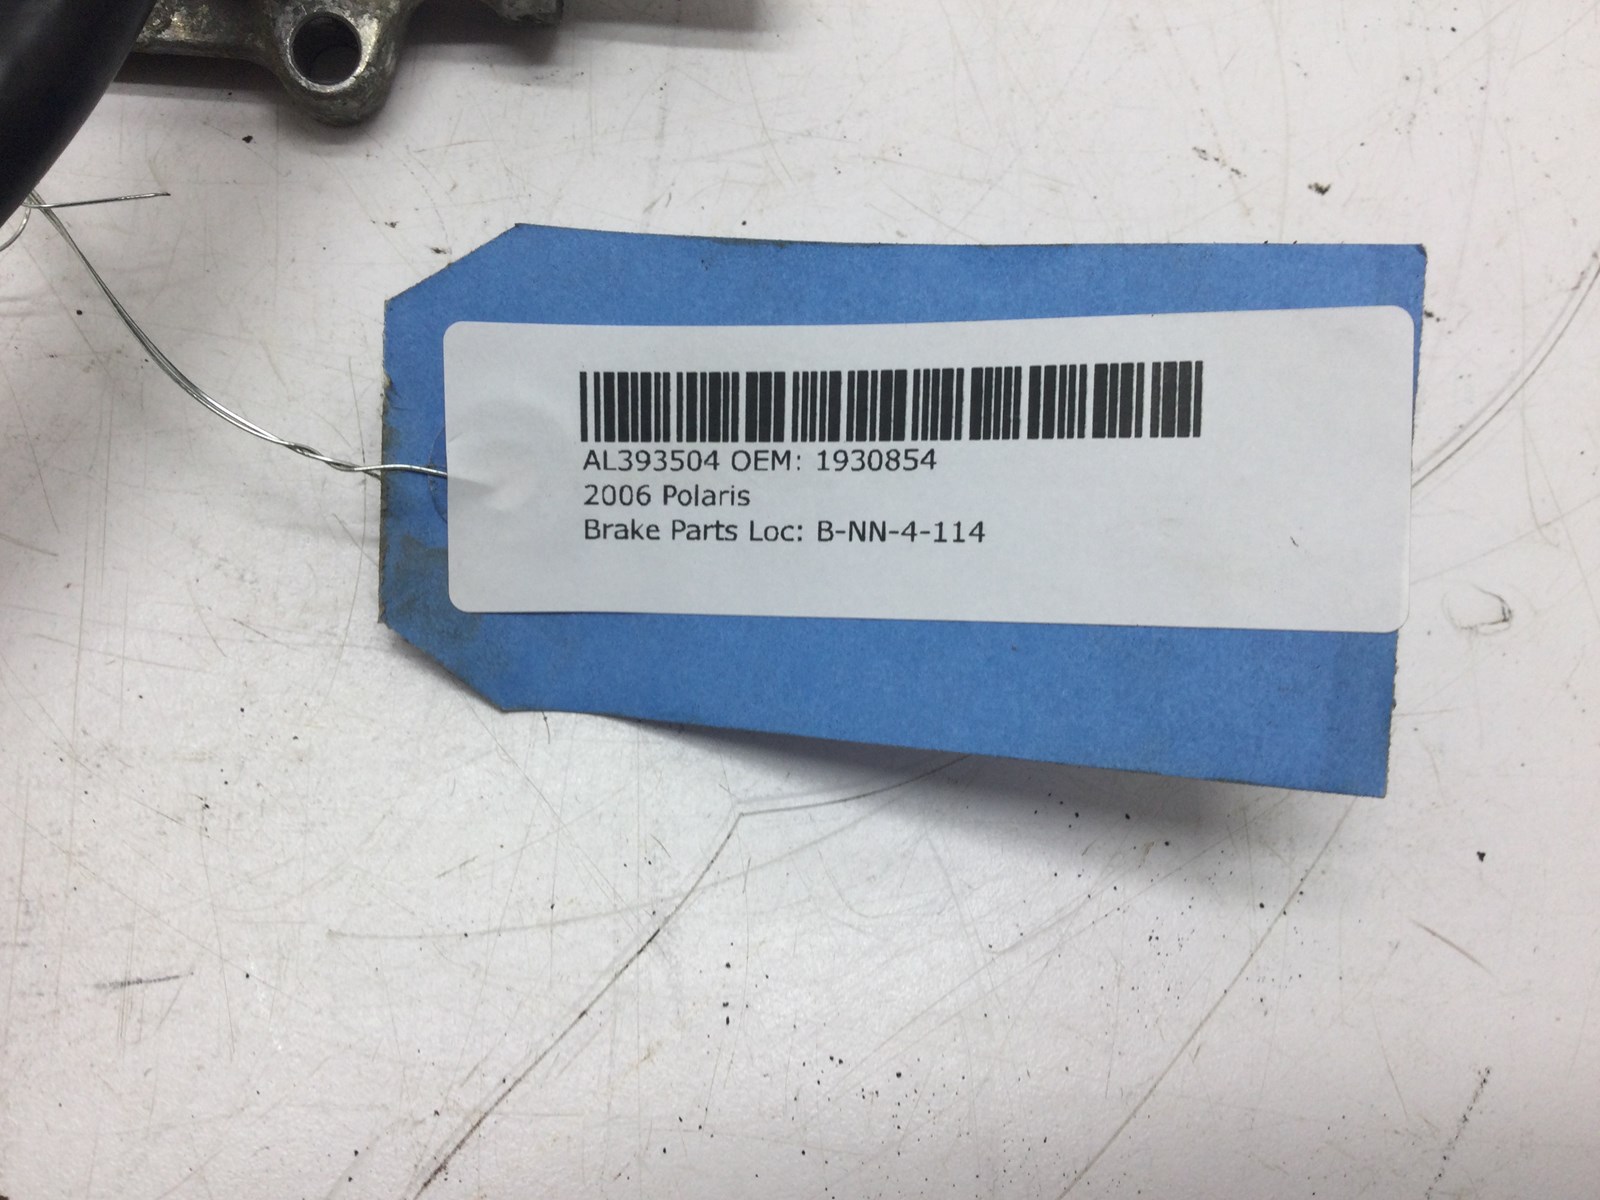 AL393504 OEM: 1930854
2006 Polaris
Brake Parts Loc: B-NN-4-114